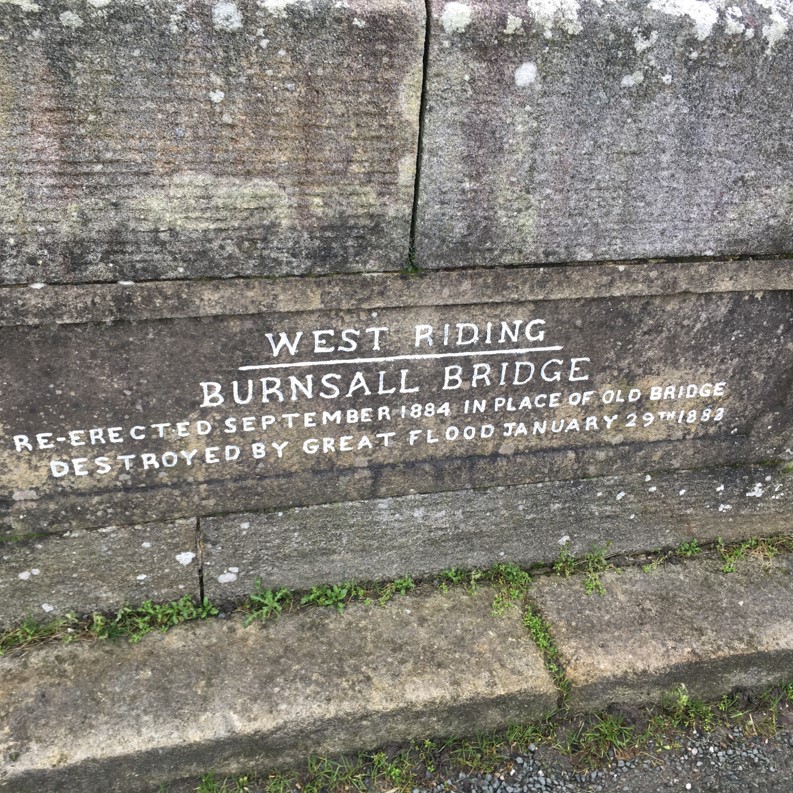 WEST RIDING
BURNSALL BRIDGE
RE-ERECTED SEPTEMBER 1884 IN PLACE OF OLD BRIDGE
DESTROYED BY GREAT FLOOD JANUARY 29TH 1883